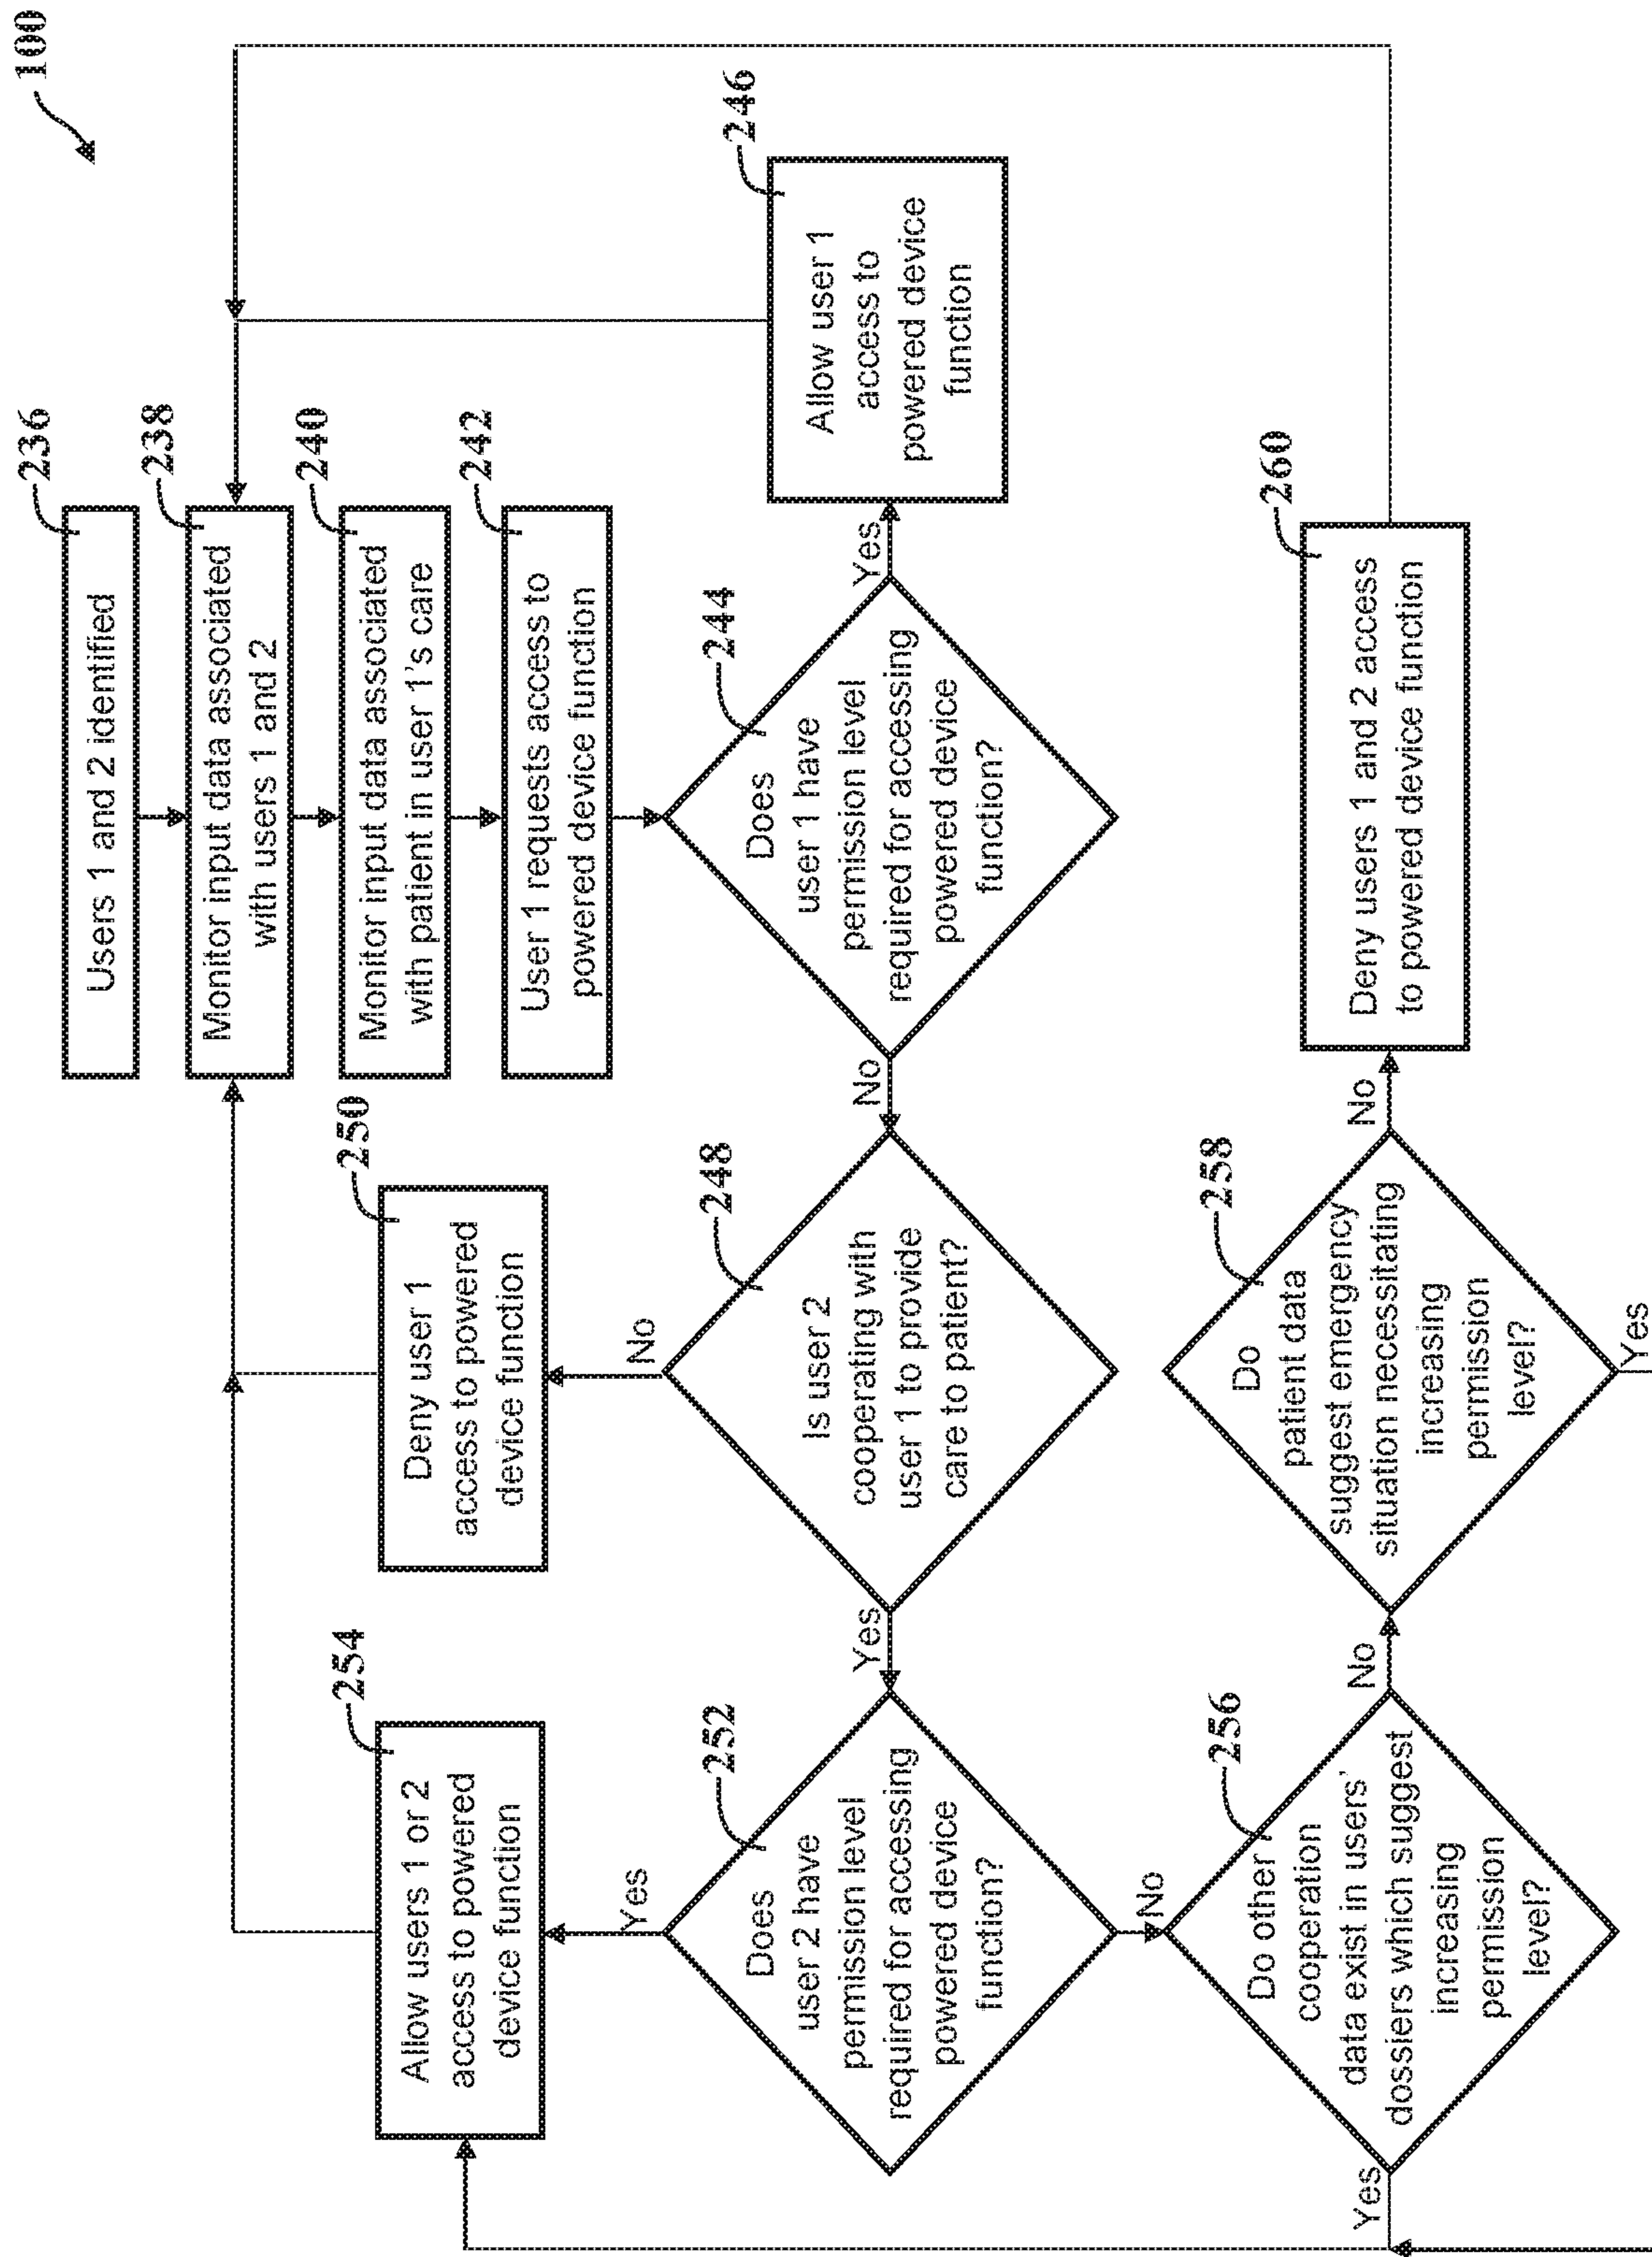 100
236
Users 1 and 2 identified
238
Monitor input data associated
with users 1 and 2
240
Monitor input data associated
with patient in user 1's care
242
User 1 requests access to
powered device function
244
Does
user 1 have
permission level
required for accessing
powered device
function?
Yes
246
Allow user 1
access to
powered device
function
No
248
Is user 2
cooperating with
user 1 to provide
care to patient?
No
250
Deny user 1
access to powered
device function
Yes
252
Does
user 2 have
permission level
required for accessing
powered device
function?
Yes
254
Allow users 1 or 2
access to powered
device function
No
256
Do other
cooperation
data exist in users'
dossiers which suggest
increasing
permission
level?
Yes
No
258
Do
patient data
suggest emergency
situation necessitating
increasing
permission
level?
Yes
No
260
Deny users 1 and 2 access
to powered device function